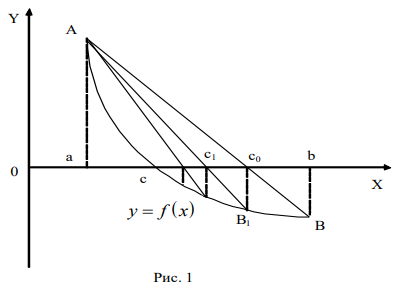 Y
A
a c c₁ c₀ b
0 X
y = f(x)
B₁ B
Рис. 1